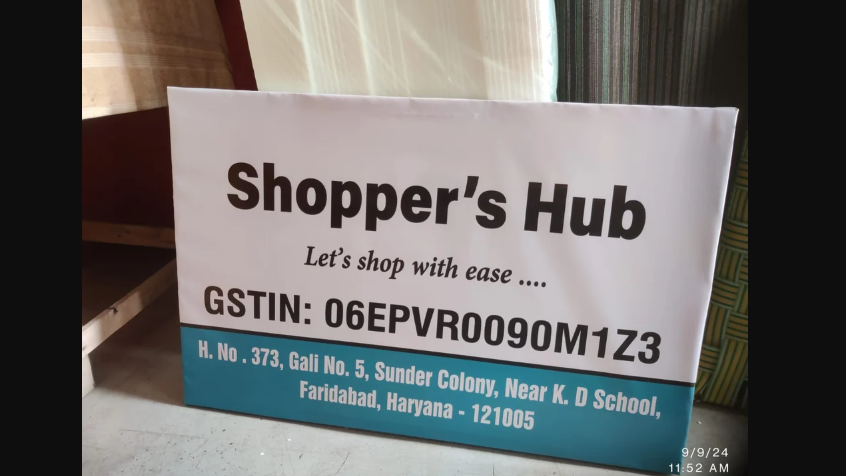 Shopper's Hub
Let's shop with ease ....
GSTIN: 06EPVR0090M1Z3
H. No . 373, Gali No. 5, Sunder Colony, Near K. D School,
Faridabad, Haryana - 121005
9/9/24
11:52 AM